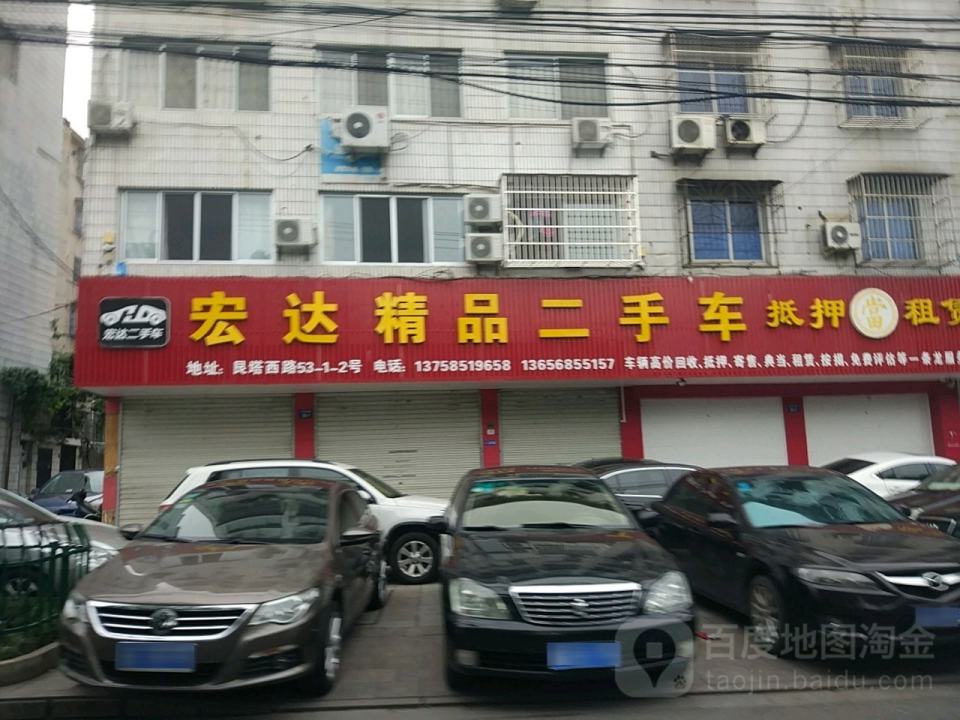 宏达精品二手车 抵押 當 租赁
宏达二手车
地址：昆塔西路53-1-2号 电话：13758519658 13656855157 车辆高价回收、抵押、寄售、典当、租赁、按揭、免费评估等一条龙服务
百度地图淘金
taojin.baidu.com